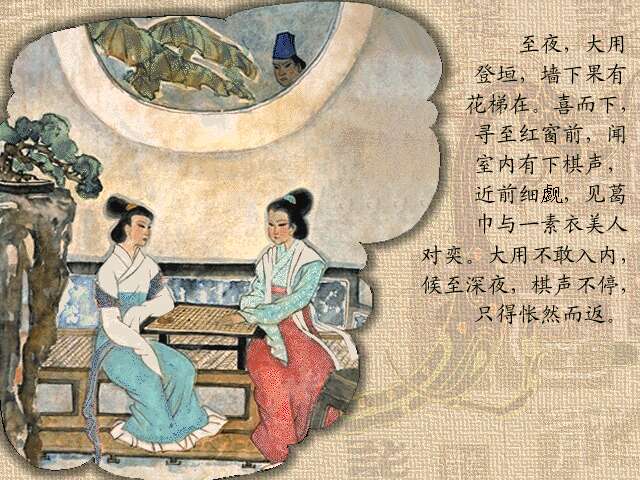 至夜，大用
登垣，墙下果有
花梯在。喜而下，
寻至红窗前，闻
室内有下棋声，
近前细觑，见葛
巾与一素衣美人
对奕。大用不敢入内，
候至深夜，棋声不停，
只得怅然而返。